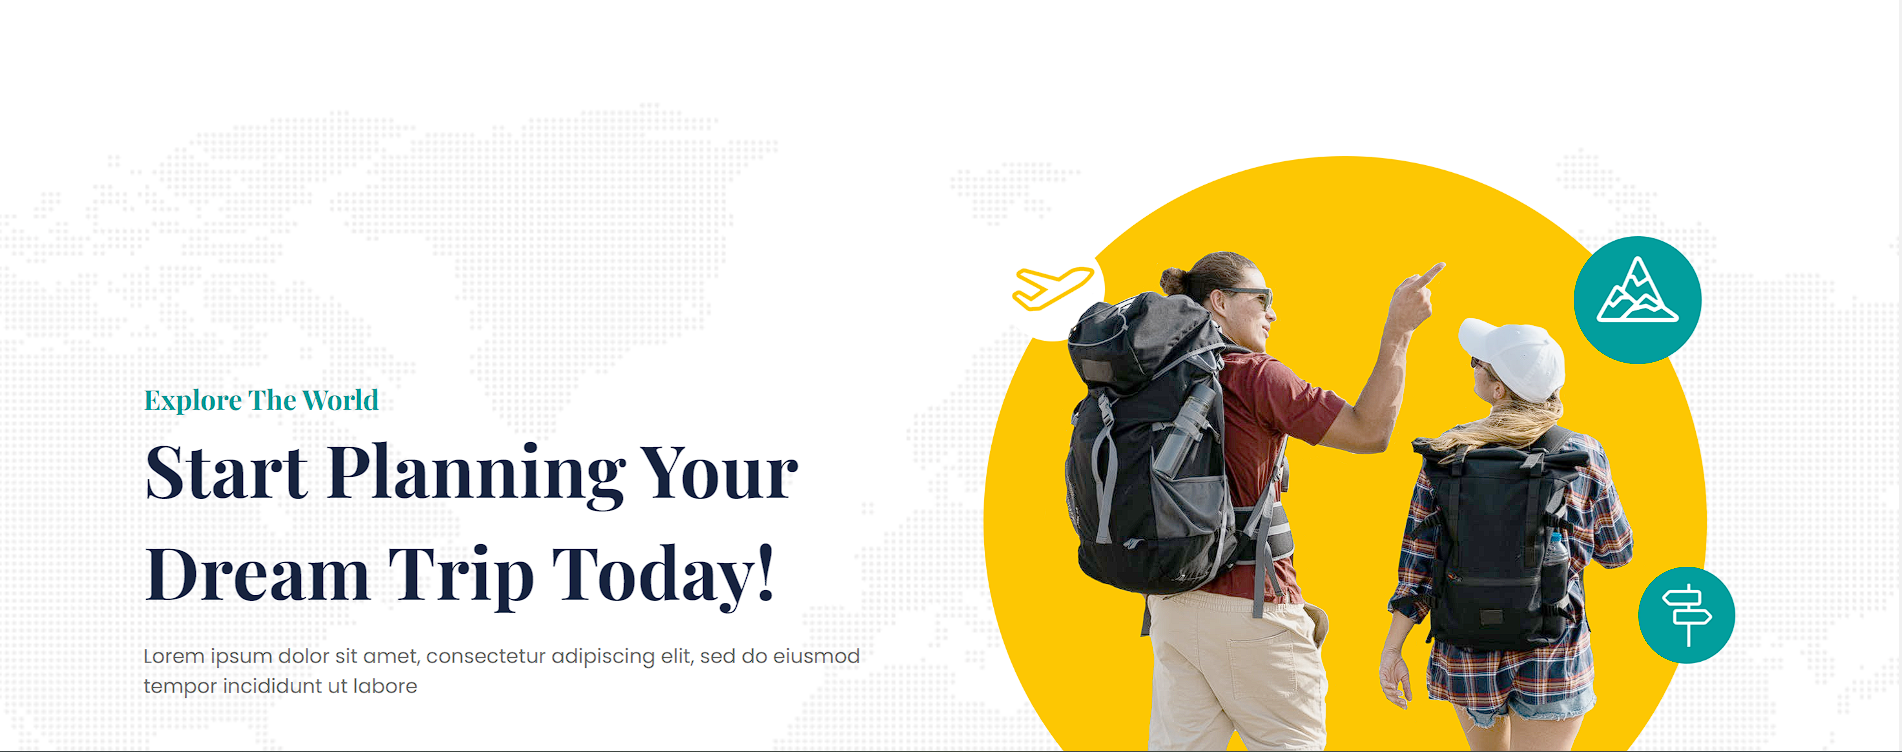 Explore The World
Start Planning Your
Dream Trip Today!
Lorem ipsum dolor sit amet, consectetur adipiscing elit, sed do eiusmod
tempor incididunt ut labore